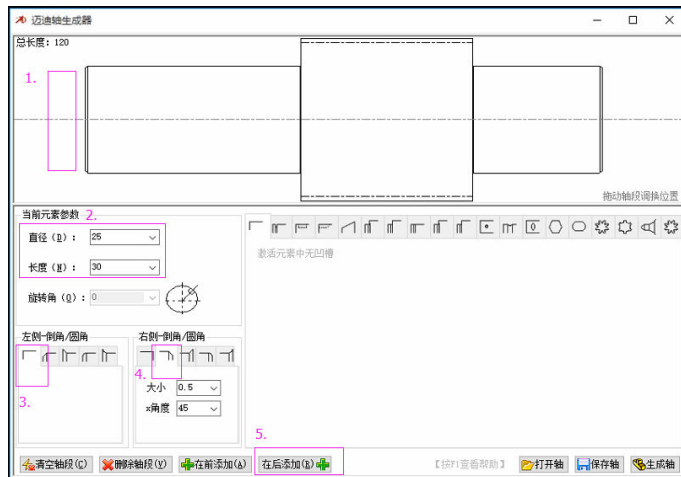 迈迪轴生成器
总长度: 120
1.
拖动轴段调换位置
当前元素参数 2.
直径(D): 25
长度(H): 30
旋转角(Q): 0
激活元素中无凹槽
左侧-倒角/圆角
右侧-倒角/圆角
3.
4.
大小 0.5
x角度 45
5.
清空轴段(C) 删除轴段(V) 在前添加(A) 在后添加(B) 【按F1查看帮助】 打开轴 保存轴 生成轴